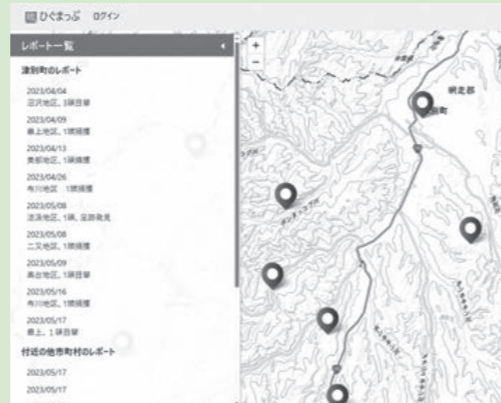 ひぐまっぷ ログイン
レポート一覧
津別町のレポート
2023/04/04
沼沢地区、1頭目撃
2023/04/09
最上地区、1頭捕獲
2023/04/13
美都地区、1頭捕獲
2023/04/26
布川地区 1頭捕獲
2023/05/08
活汲地区、1頭、足跡発見
2023/05/08
二又地区、1頭捕獲
2023/05/09
高台地区、1頭目撃
2023/05/16
布川地区、1頭捕獲
2023/05/17
最上、1頭目撃
付近の他市町村のレポート
2023/05/17
2023/05/17
+
−
網走郡
別町